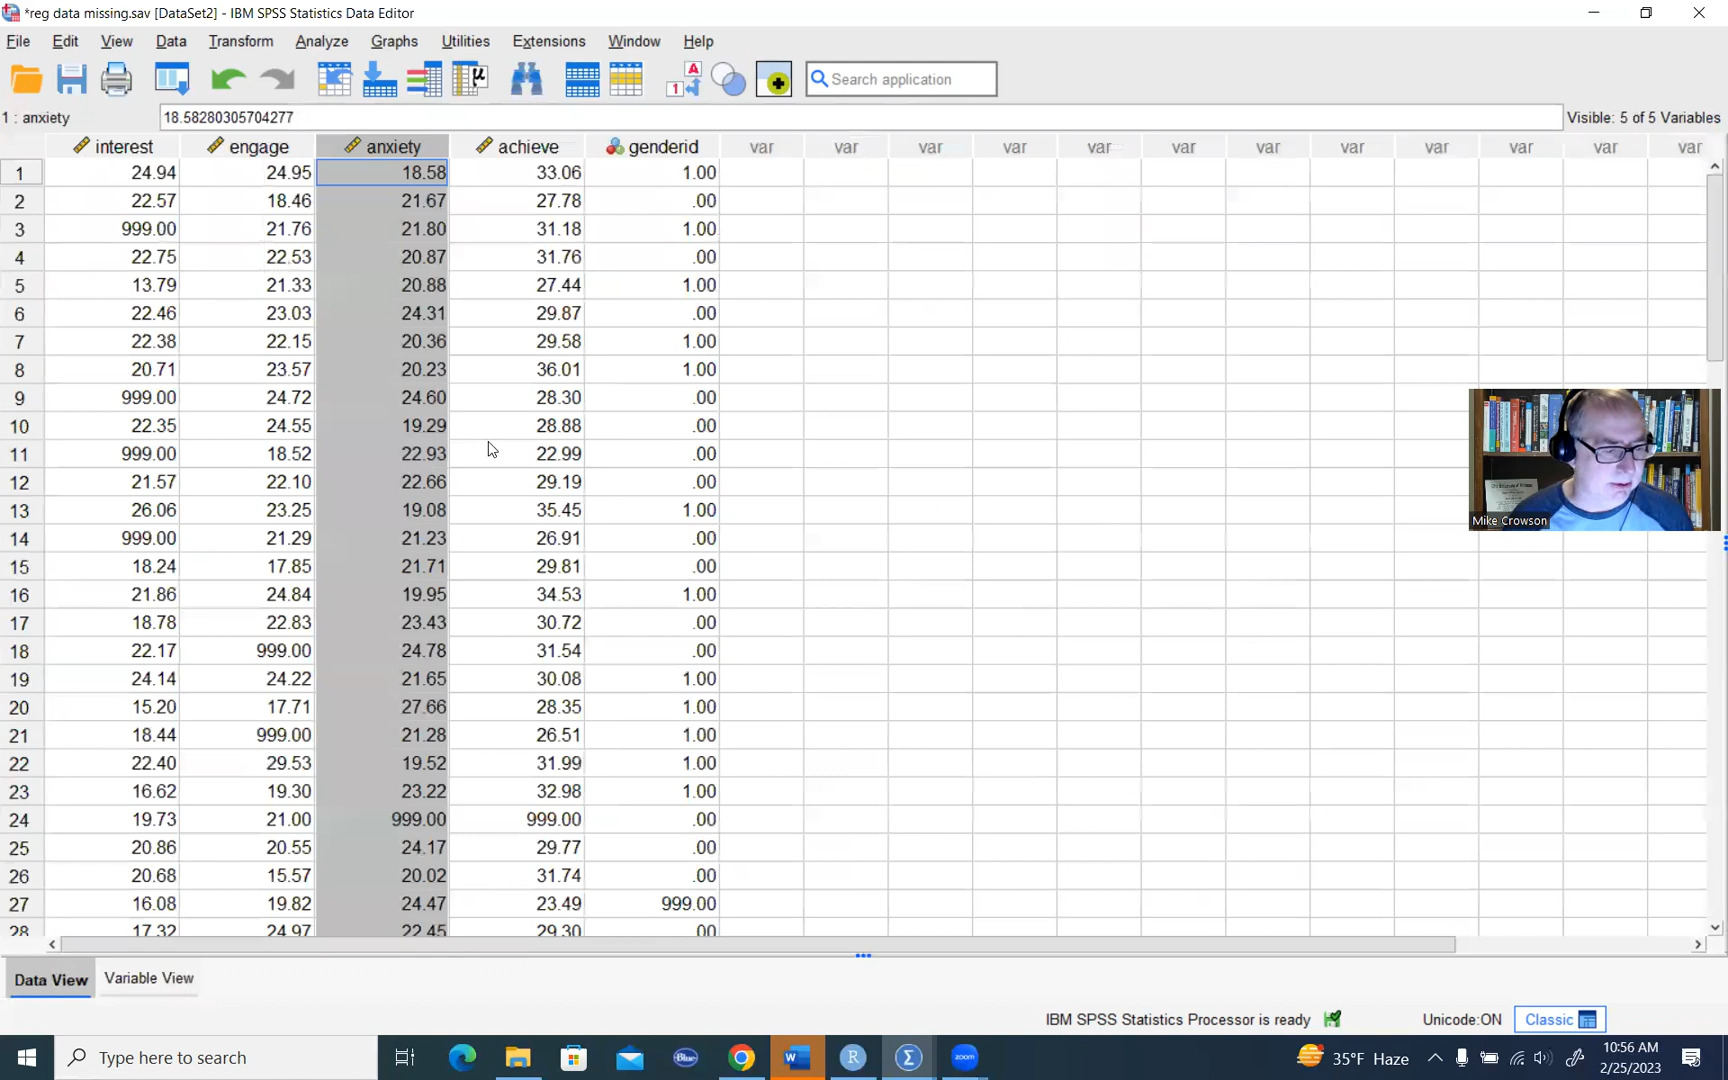 *reg data missing.sav [DataSet2] - IBM SPSS Statistics Data Editor
File Edit View Data Transform Analyze Graphs Utilities Extensions Window Help
Search application
1 : anxiety 18.58280305704277 Visible: 5 of 5 Variables
interest engage anxiety achieve genderid var var var var var var var var var var var var
1 24.94 24.95 18.58 33.06 1.00
2 22.57 18.46 21.67 27.78 .00
3 999.00 21.76 21.80 31.18 1.00
4 22.75 22.53 20.87 31.76 .00
5 13.79 21.33 20.88 27.44 1.00
6 22.46 23.03 24.31 29.87 .00
7 22.38 22.15 20.36 29.58 1.00
8 20.71 23.57 20.23 36.01 1.00
9 999.00 24.72 24.60 28.30 .00
10 22.35 24.55 19.29 28.88 .00
11 999.00 18.52 22.93 22.99 .00
12 21.57 22.10 22.66 29.19 .00
13 26.06 23.25 19.08 35.45 1.00
14 999.00 21.29 21.23 26.91 .00
15 18.24 17.85 21.71 29.81 .00
16 21.86 24.84 19.95 34.53 1.00
17 18.78 22.83 23.43 30.72 .00
18 22.17 999.00 24.78 31.54 .00
19 24.14 24.22 21.65 30.08 1.00
20 15.20 17.71 27.66 28.35 1.00
21 18.44 999.00 21.28 26.51 1.00
22 22.40 29.53 19.52 31.99 1.00
23 16.62 19.30 23.22 32.98 1.00
24 19.73 21.00 999.00 999.00 .00
25 20.86 20.55 24.17 29.77 .00
26 20.68 15.57 20.02 31.74 .00
27 16.08 19.82 24.47 23.49 999.00
28 17.32 24.97 22.45 29.30 .00
Mike Crowson
Data View Variable View
IBM SPSS Statistics Processor is ready Unicode:ON Classic
Type here to search
Blue
W
R
Σ
zoom
35°F Haze
10:56 AM
2/25/2023